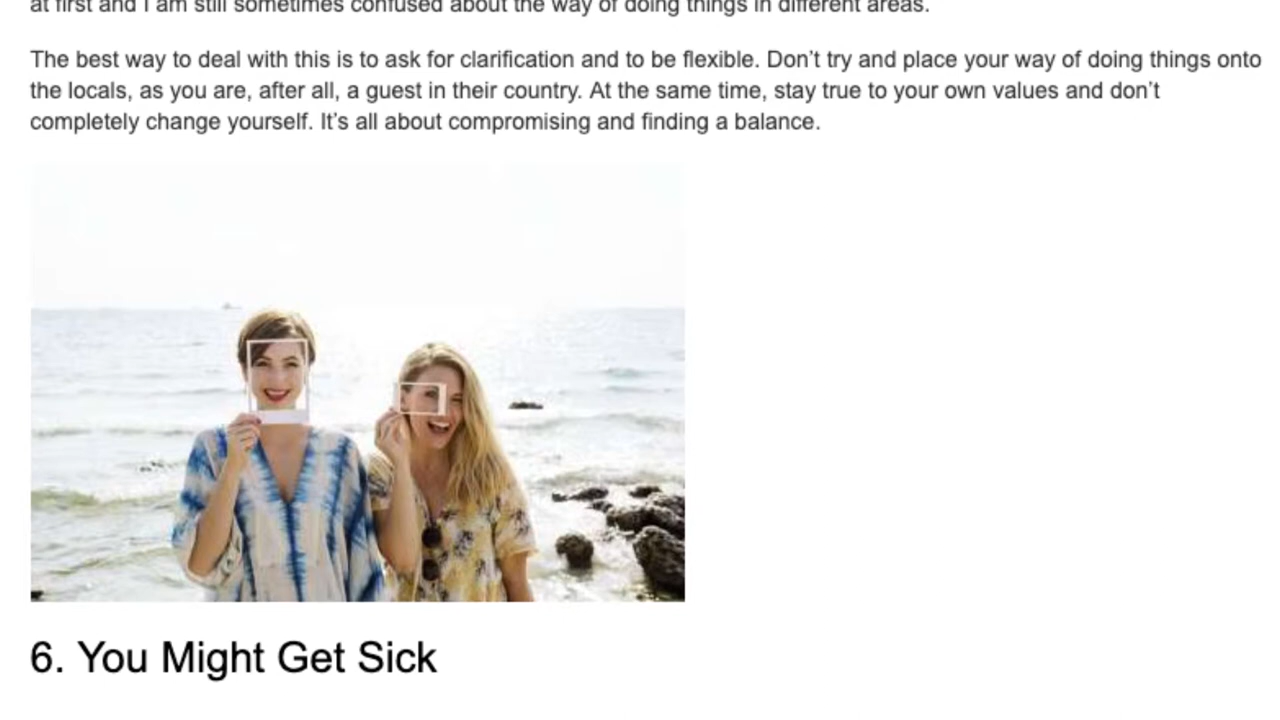 at first and I am still sometimes confused about the way of doing things in different areas.
The best way to deal with this is to ask for clarification and to be flexible. Don’t try and place your way of doing things onto
the locals, as you are, after all, a guest in their country. At the same time, stay true to your own values and don’t
completely change yourself. It’s all about compromising and finding a balance.
6. You Might Get Sick